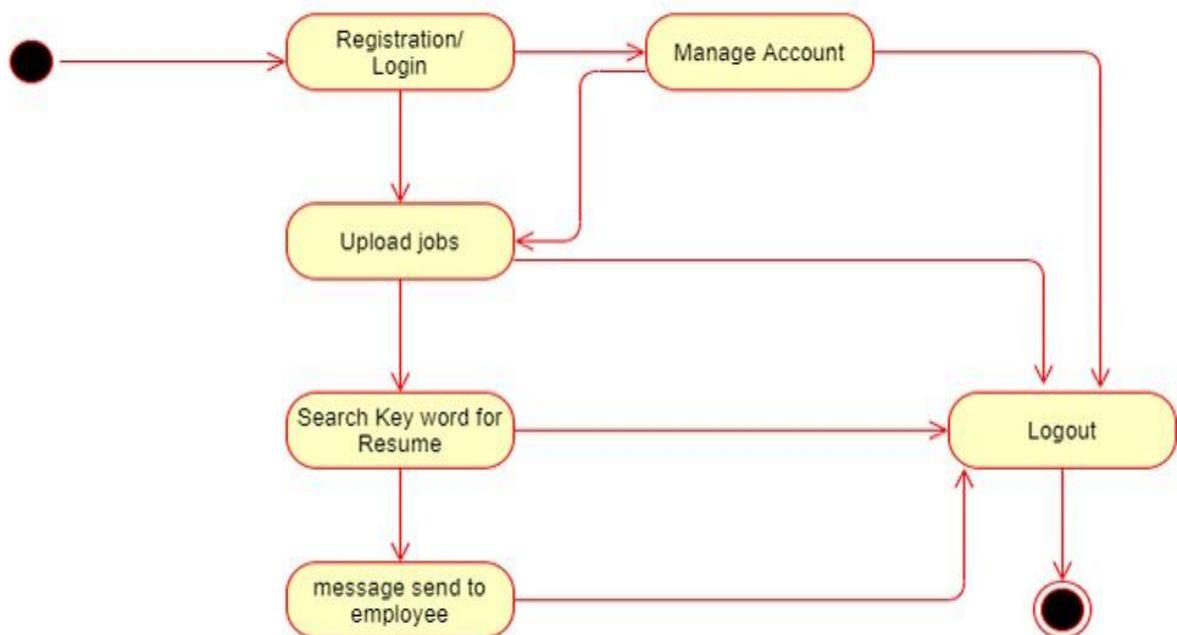 Registration/
Login
Manage Account
Upload jobs
Search Key word for
Resume
Logout
message send to
employee